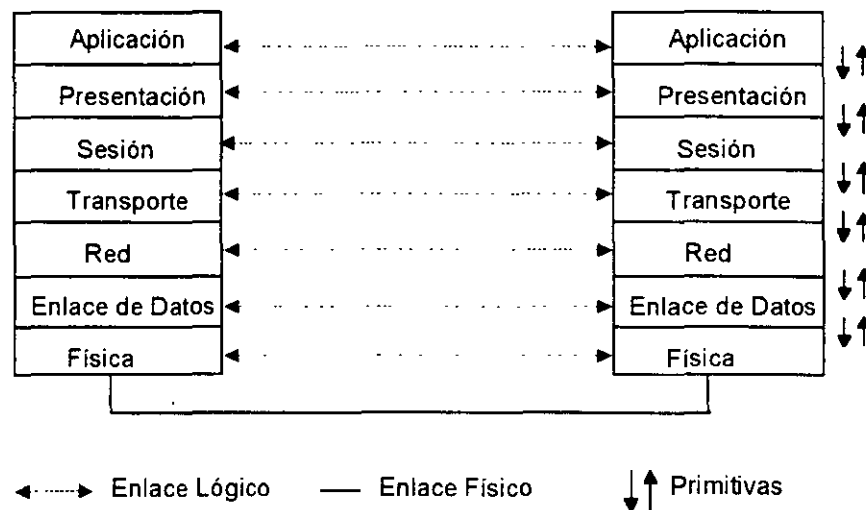 Aplicación Aplicación
Presentación Presentación
Sesión Sesión
Transporte Transporte
Red Red
Enlace de Datos Enlace de Datos
Física Física
Enlace Lógico Enlace Físico Primitivas